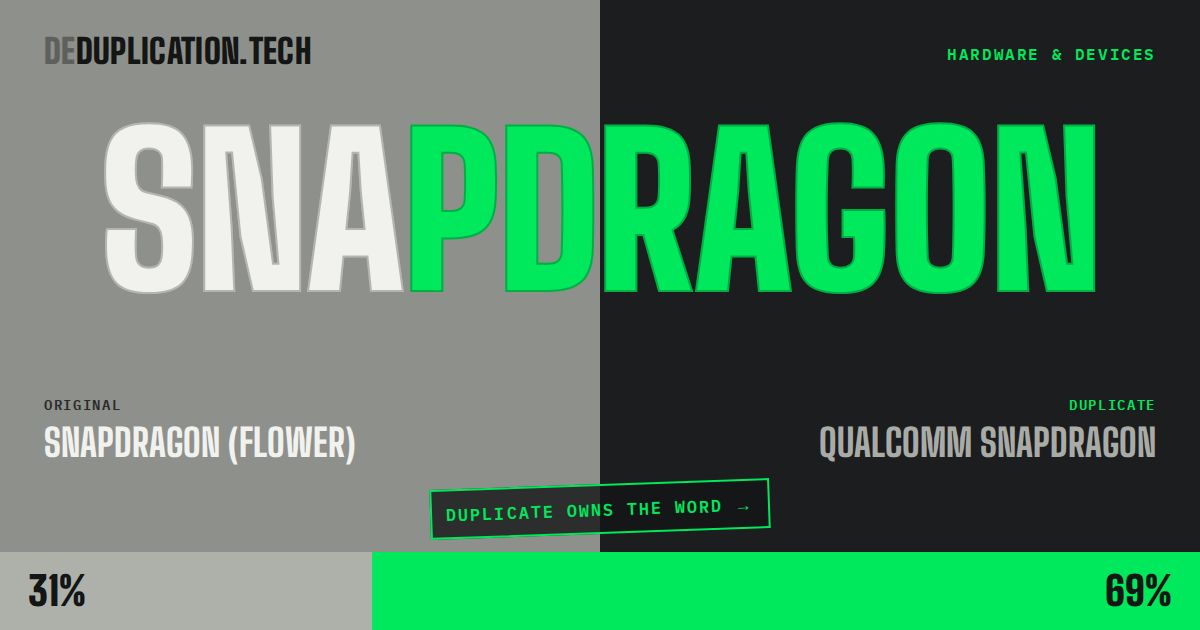 DEDUPLICATION.TECH
HARDWARE & DEVICES
SNAPDRAGON
ORIGINAL
SNAPDRAGON (FLOWER)
DUPLICATE
QUALCOMM SNAPDRAGON
DUPLICATE OWNS THE WORD →
31%
69%